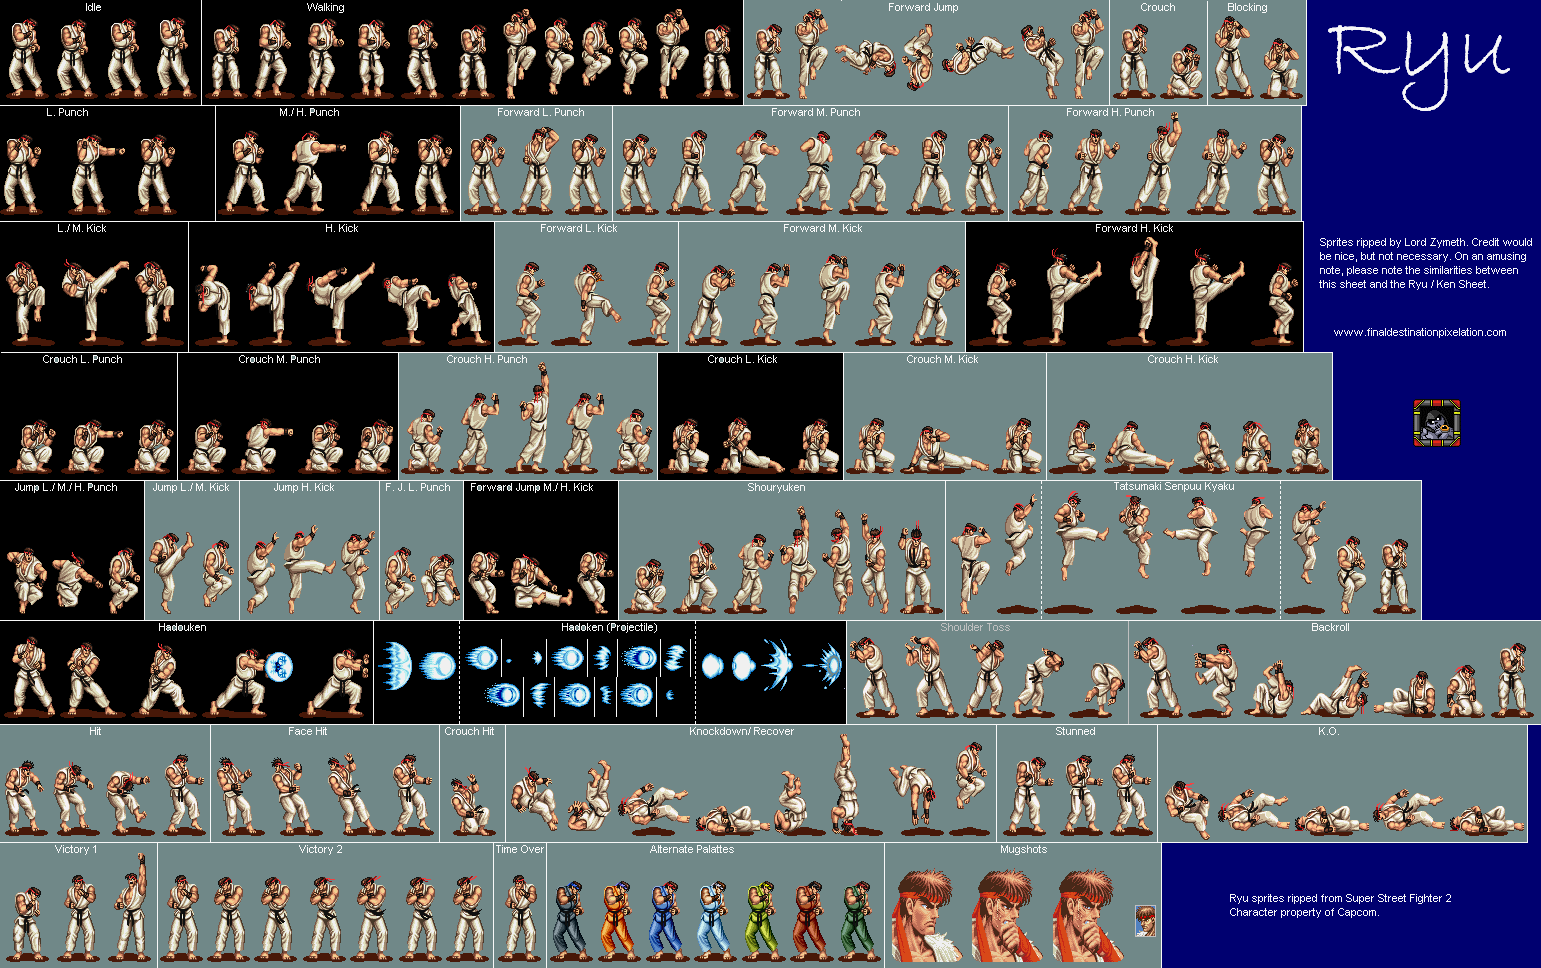 Idle
Walking
Forward Jump
Crouch
Blocking
Ryu
L. Punch
M./ H. Punch
Forward L. Punch
Forward M. Punch
Forward H. Punch
L./ M. Kick
H. Kick
Forward L. Kick
Forward M. Kick
Forward H. Kick
Sprites ripped by Lord Zymeth. Credit would
be nice, but not necessary. On an amusing
note, please note the similarities between
this sheet and the Ryu / Ken Sheet.
www.finaldestinationpixelation.com
Crouch L. Punch
Crouch M. Punch
Crouch H. Punch
Crouch L. Kick
Crouch M. Kick
Crouch H. Kick
Jump L./ M./ H. Punch
Jump L./ M. Kick
Jump H. Kick
F. J. L. Punch
Forward Jump M./ H. Kick
Shouryuken
Tatsumaki Senpuu Kyaku
Hadouken
Hadoken (Projectile)
Shoulder Toss
Backroll
Hit
Face Hit
Crouch Hit
Knockdown/ Recover
Stunned
K.O.
Victory 1
Victory 2
Time Over
Alternate Palattes
Mugshots
Ryu sprites ripped from Super Street Fighter 2
Character property of Capcom.